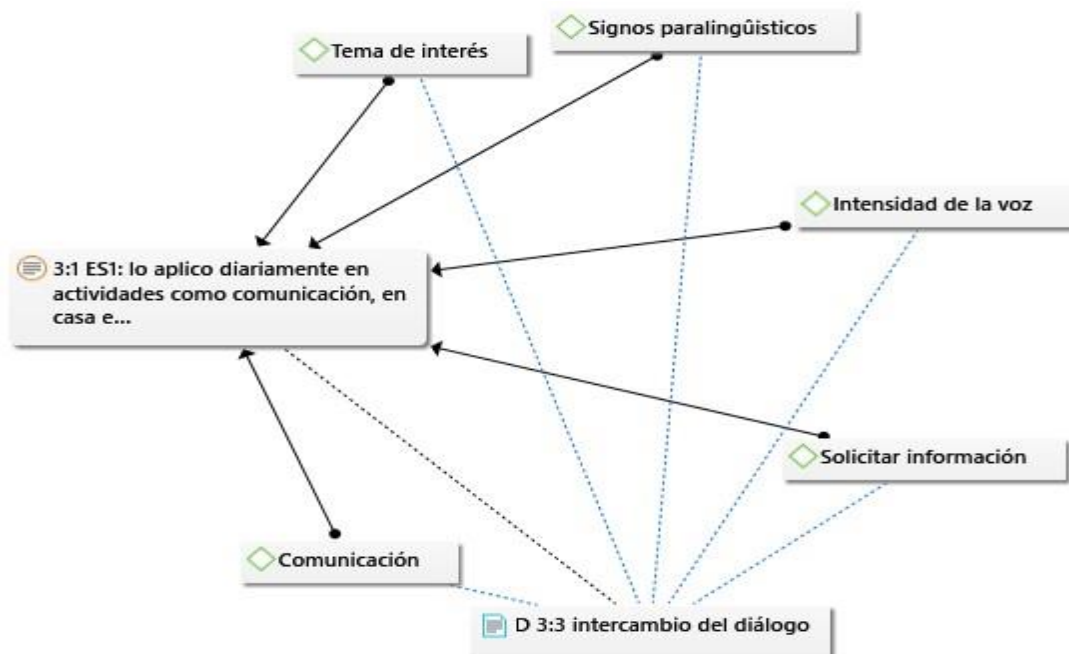 Signos paralingûisticos
Tema de interés
Intensidad de la voz
3:1 ES1: lo aplico diariamente en
actividades como comunicación, en
casa e...
Solicitar información
Comunicación
D 3:3 intercambio del diálogo